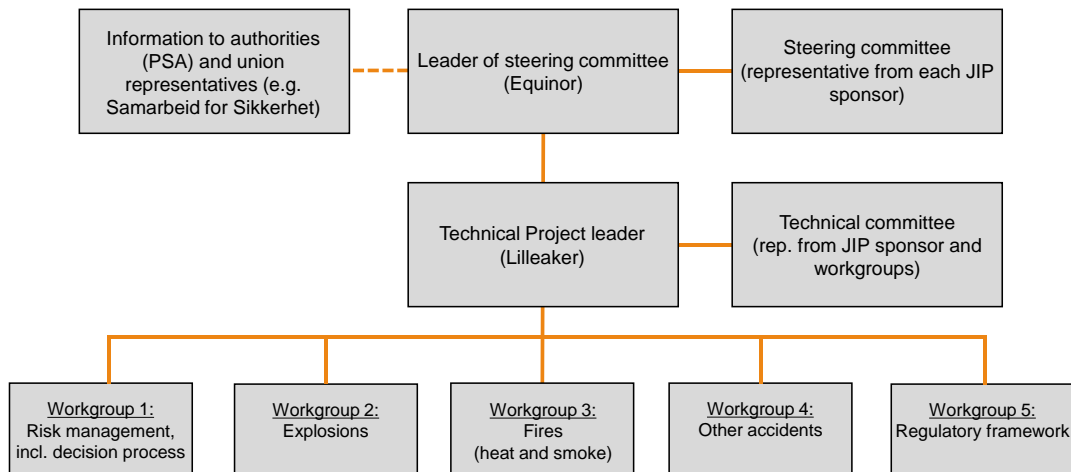 Information to authorities
(PSA) and union
representatives (e.g.
Samarbeid for Sikkerhet)
Leader of steering committee
(Equinor)
Steering committee
(representative from each JIP
sponsor)
Technical Project leader
(Lilleaker)
Technical committee
(rep. from JIP sponsor and
workgroups)
Workgroup 1:
Risk management,
incl. decision process
Workgroup 2:
Explosions
Workgroup 3:
Fires
(heat and smoke)
Workgroup 4:
Other accidents
Workgroup 5:
Regulatory framework